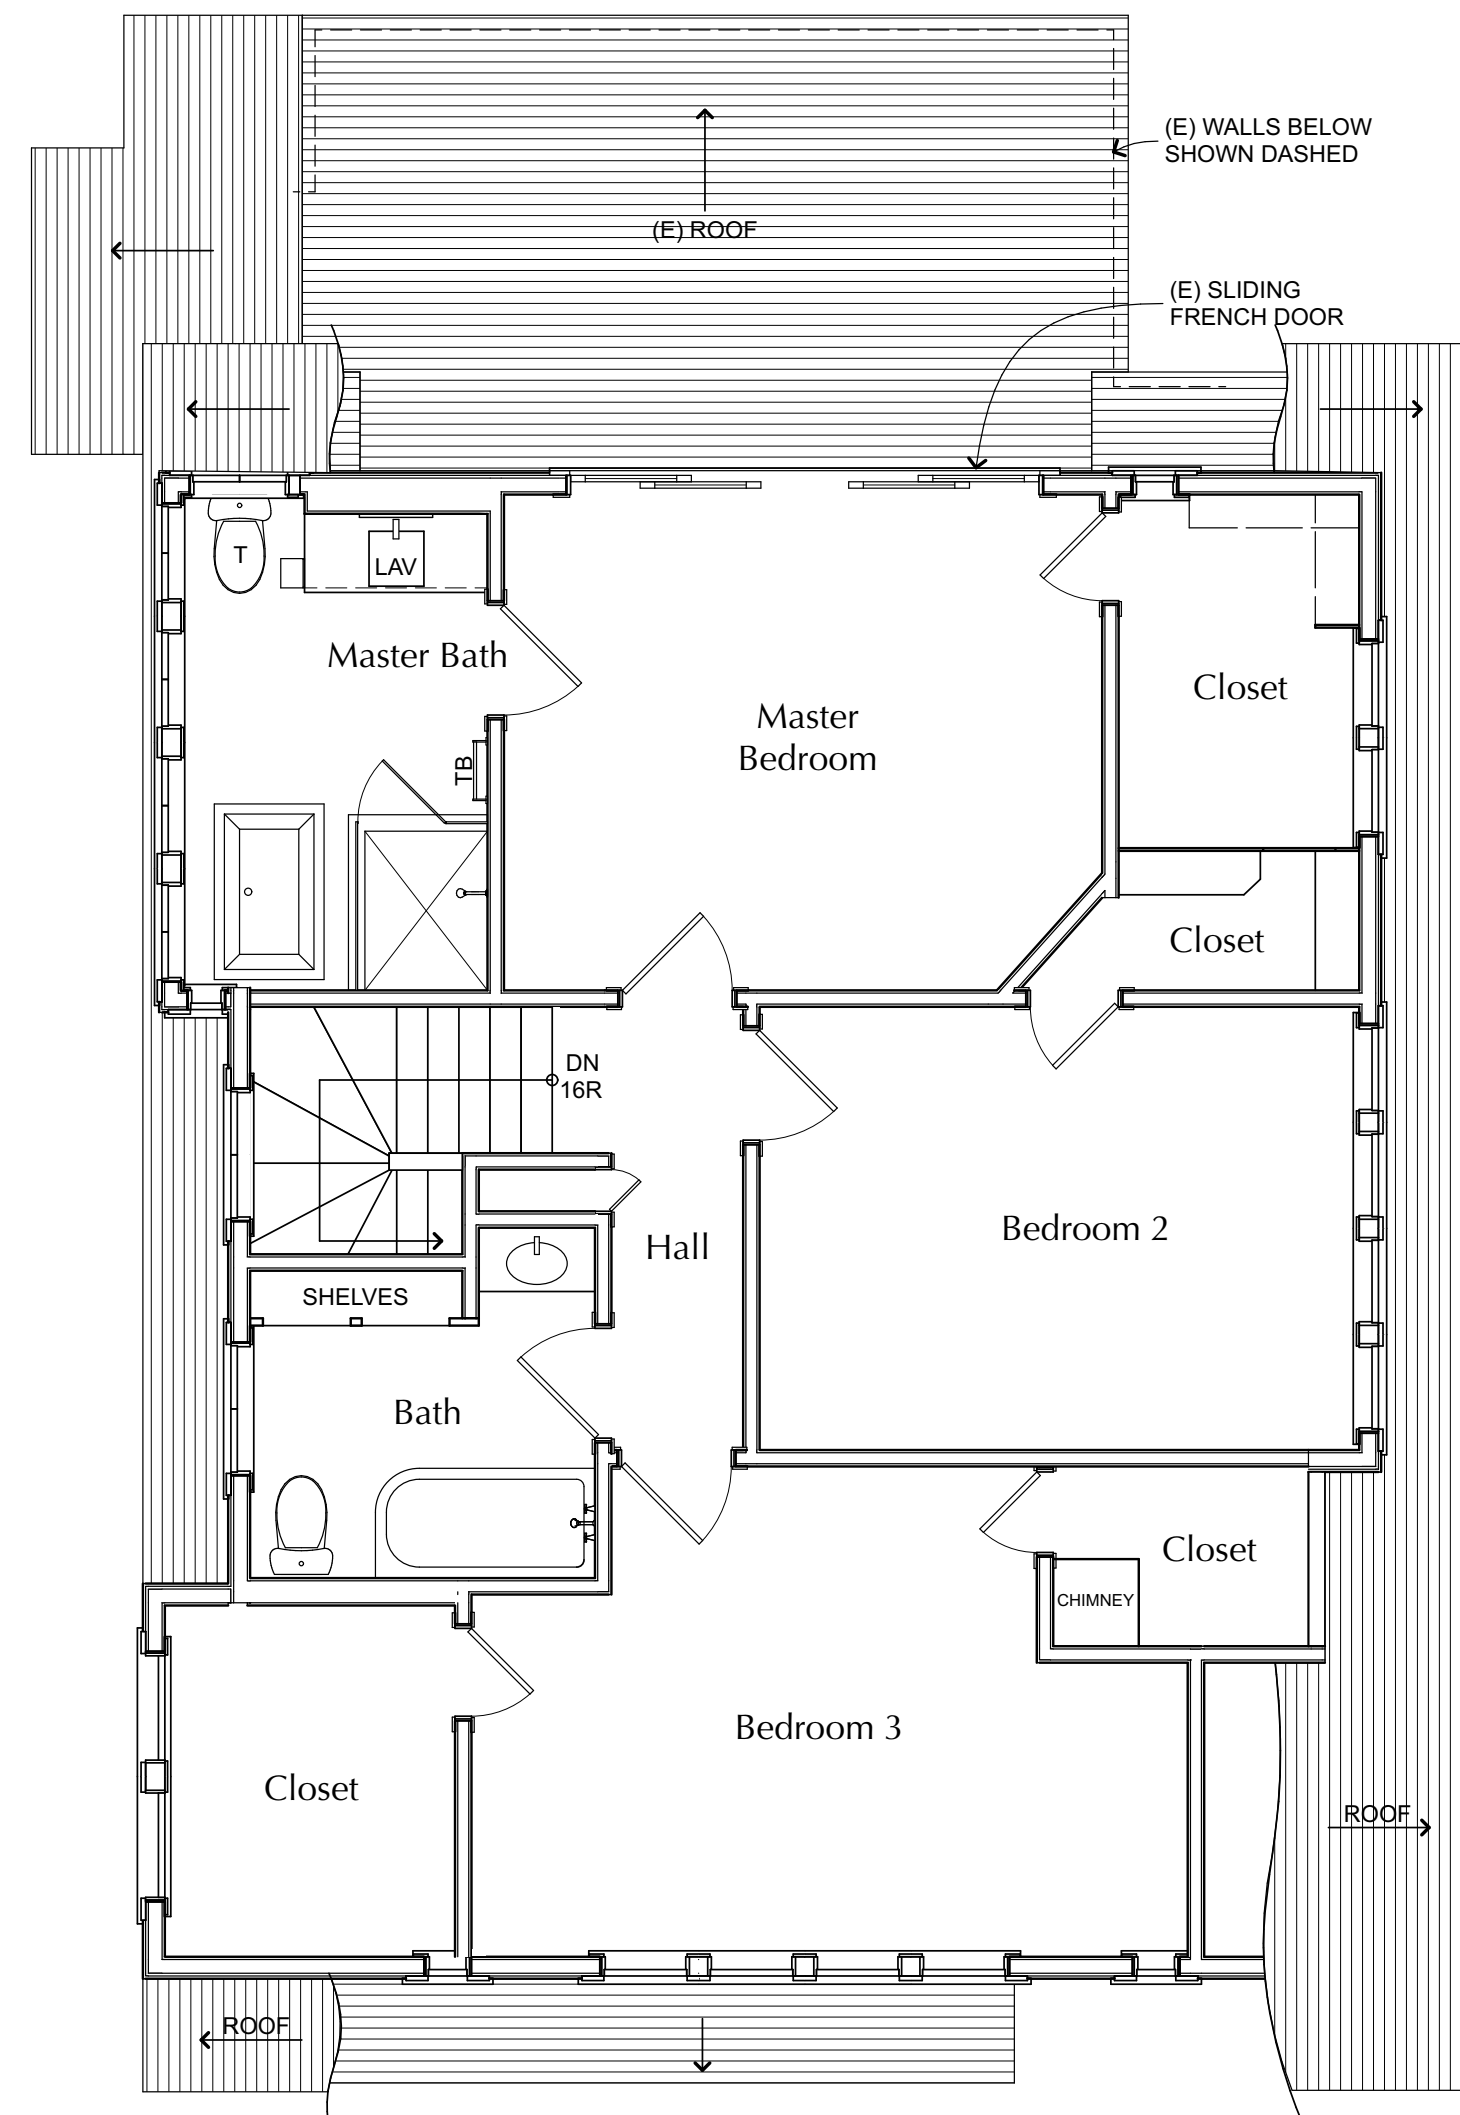 (E) WALLS BELOW
SHOWN DASHED
(E) ROOF
(E) SLIDING
FRENCH DOOR
T
LAV
Master Bath
Closet
Master
Bedroom
TB
Closet
DN
16R
Bedroom 2
Hall
SHELVES
Bath
Closet
CHIMNEY
Bedroom 3
Closet
ROOF
ROOF